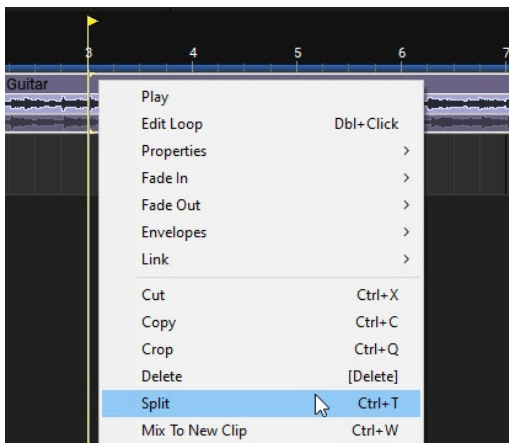 3 4 5 6 7
Guitar
Play
Edit Loop Dbl+Click
Properties
Fade In
Fade Out
Envelopes
Link
Cut Ctrl+X
Copy Ctrl+C
Crop Ctrl+Q
Delete [Delete]
Split Ctrl+T
Mix To New Clip Ctrl+W